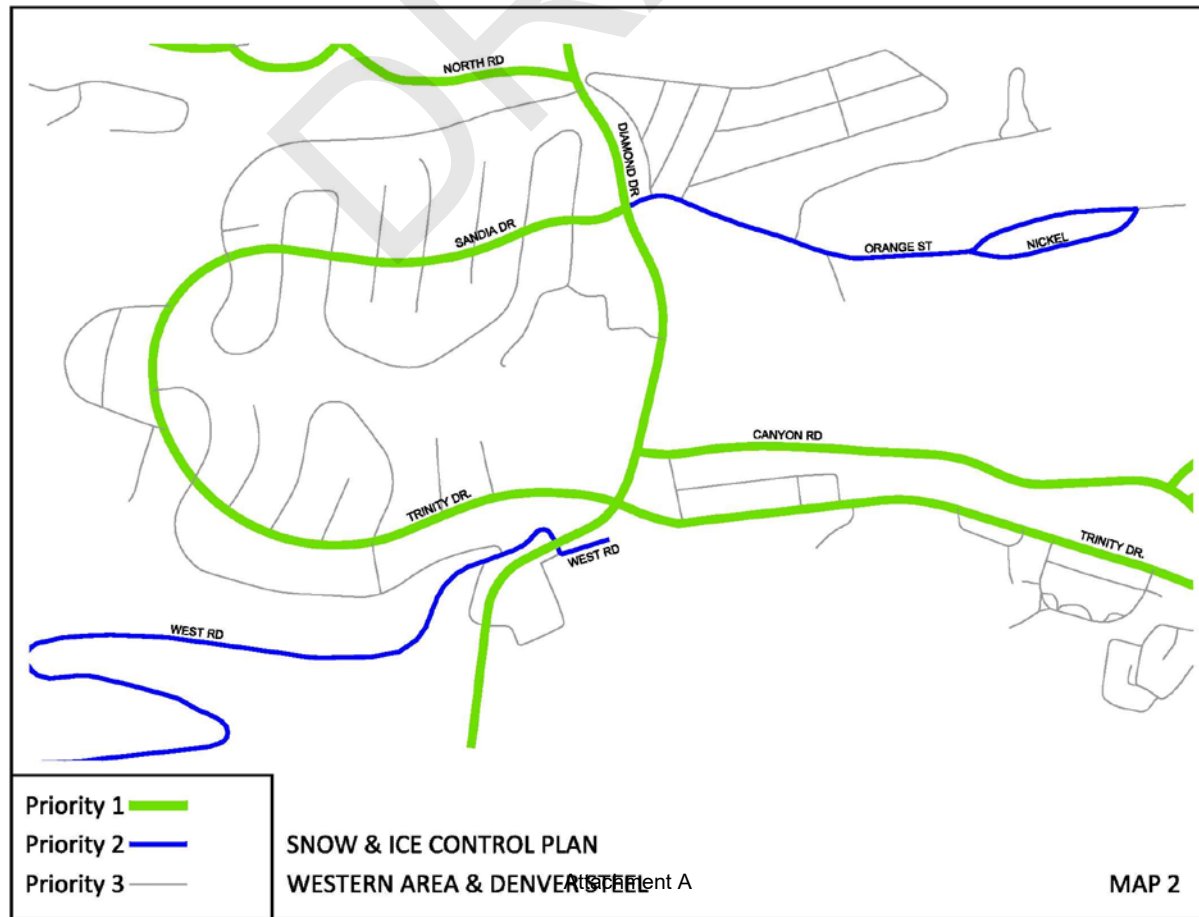 DR
NORTH RD
DIAMOND DR
SANDIA DR
ORANGE ST
NICKEL
CANYON RD
TRINITY DR.
TRINITY DR.
WEST RD
WEST RD
Priority 1
Priority 2
Priority 3
SNOW & ICE CONTROL PLAN
WESTERN AREA & DENVER STEEL
Attachment A
MAP 2